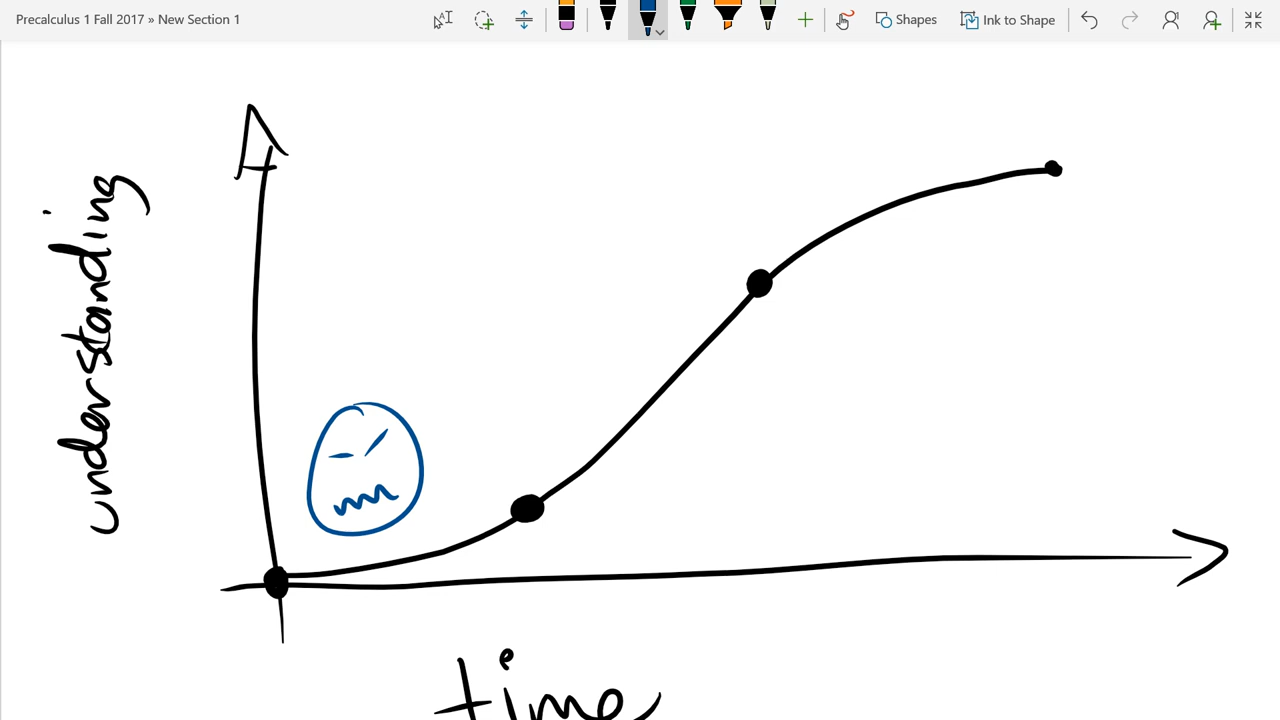 Precalculus 1 Fall 2017 » New Section 1
Shapes
Ink to Shape
understanding
time